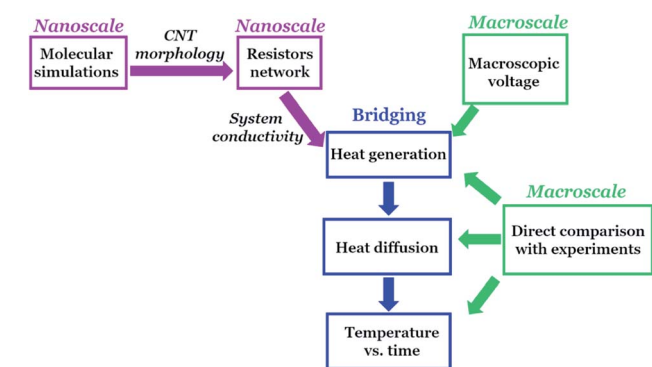 Nanoscale
Molecular
simulations
CNT
morphology
Nanoscale
Resistors
network
System
conductivity
Macroscale
Macroscopic
voltage
Bridging
Heat generation
Heat diffusion
Temperature
vs. time
Macroscale
Direct comparison
with experiments